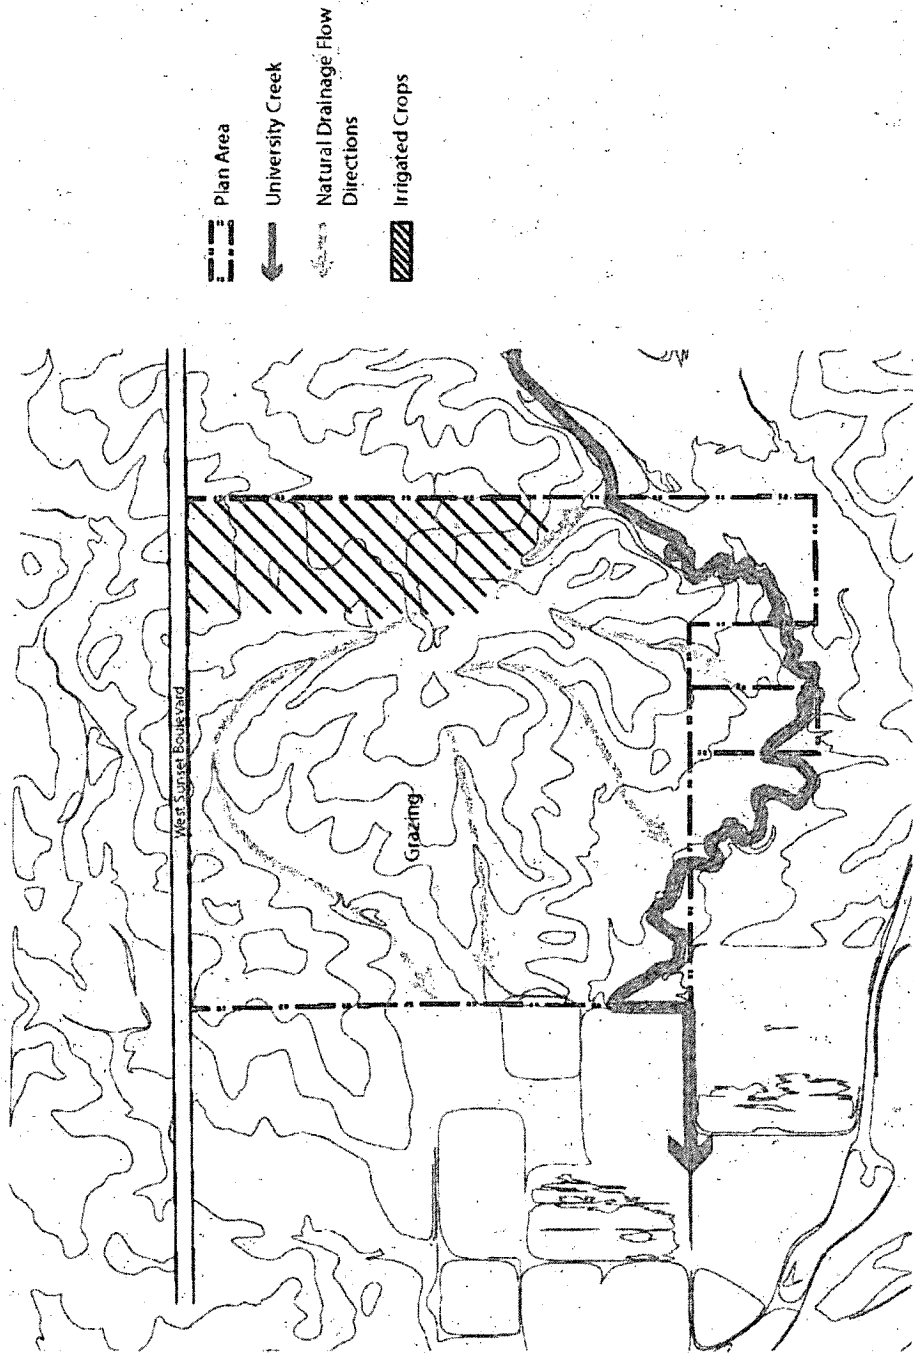 Plan Area
University Creek
Natural Drainage Flow
Directions
Irrigated Crops
West Sunset Boulevard
Grazing